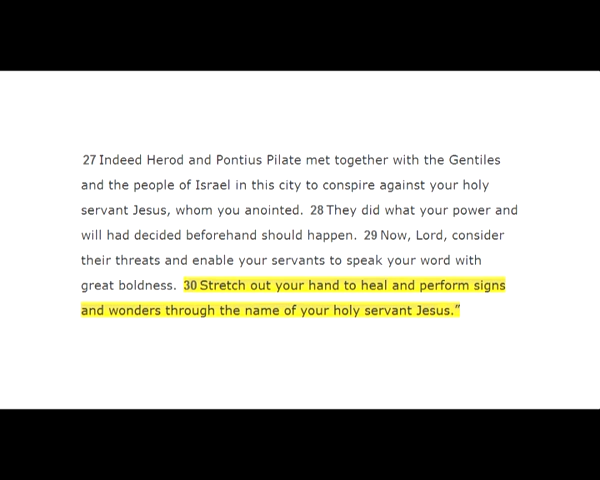 27 Indeed Herod and Pontius Pilate met together with the Gentiles
and the people of Israel in this city to conspire against your holy
servant Jesus, whom you anointed. 28 They did what your power and
will had decided beforehand should happen. 29 Now, Lord, consider
their threats and enable your servants to speak your word with
great boldness. 30 Stretch out your hand to heal and perform signs
and wonders through the name of your holy servant Jesus.”